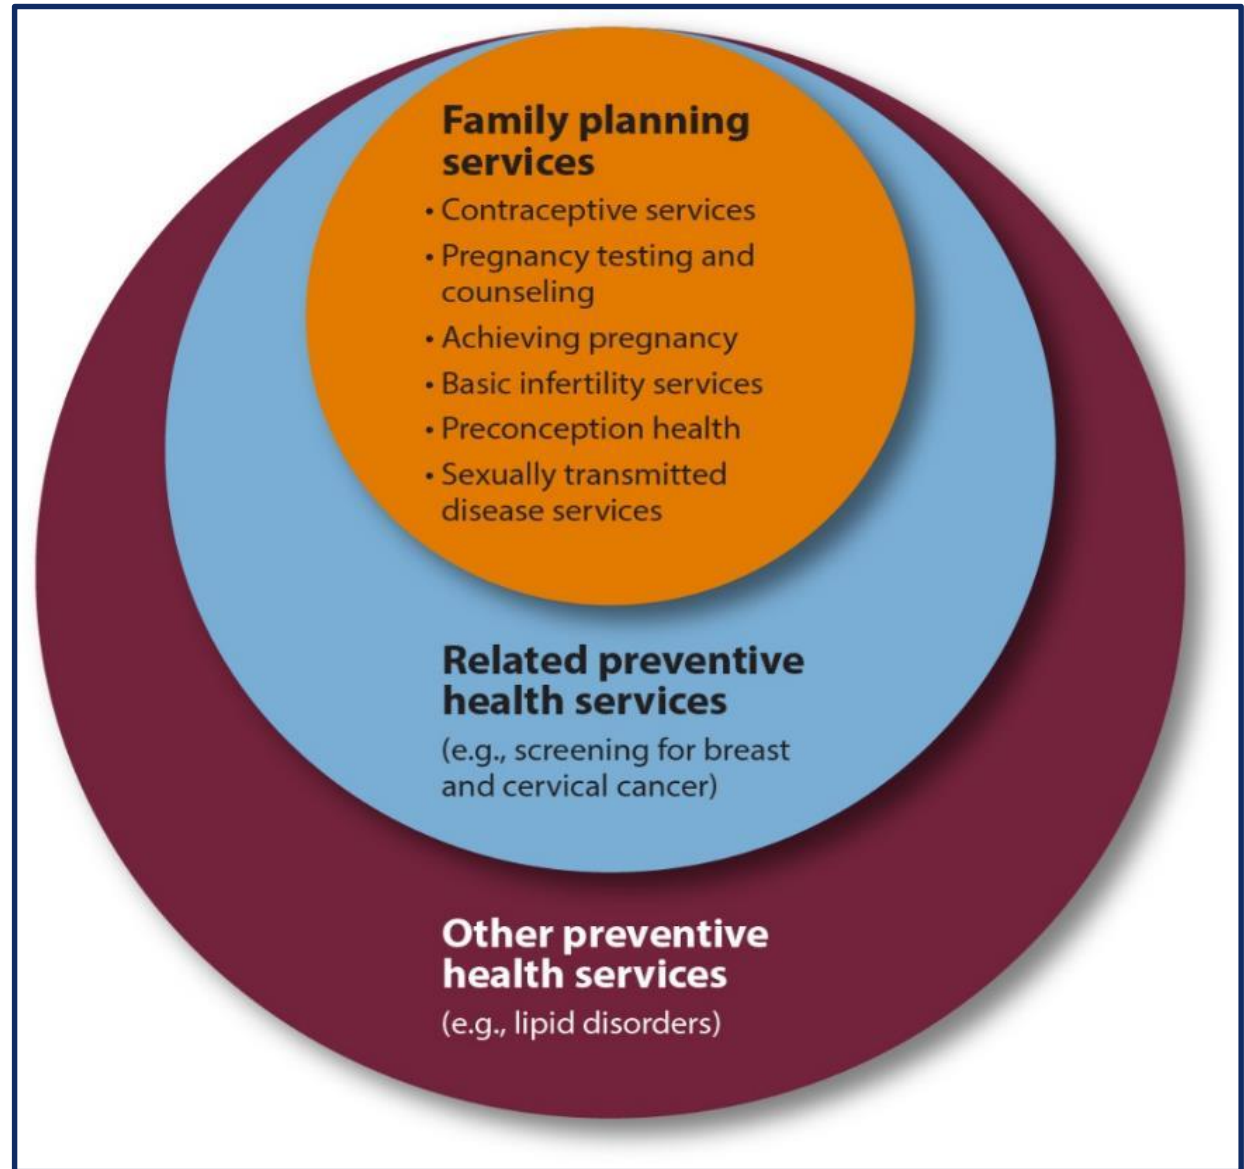 Family planning
services
• Contraceptive services
• Pregnancy testing and
counseling
• Achieving pregnancy
• Basic infertility services
• Preconception health
• Sexually transmitted
disease services
Related preventive
health services
(e.g., screening for breast
and cervical cancer)
Other preventive
health services
(e.g., lipid disorders)